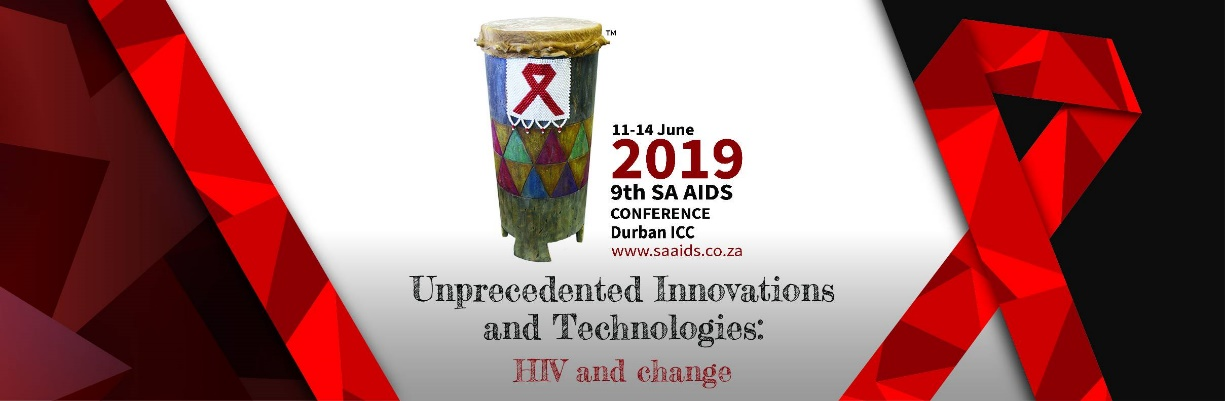 TM
11-14 June
2019
9th SA AIDS
CONFERENCE
Durban ICC
www.saaids.co.za
Unprecedented Innovations
and Technologies:
HIV and change